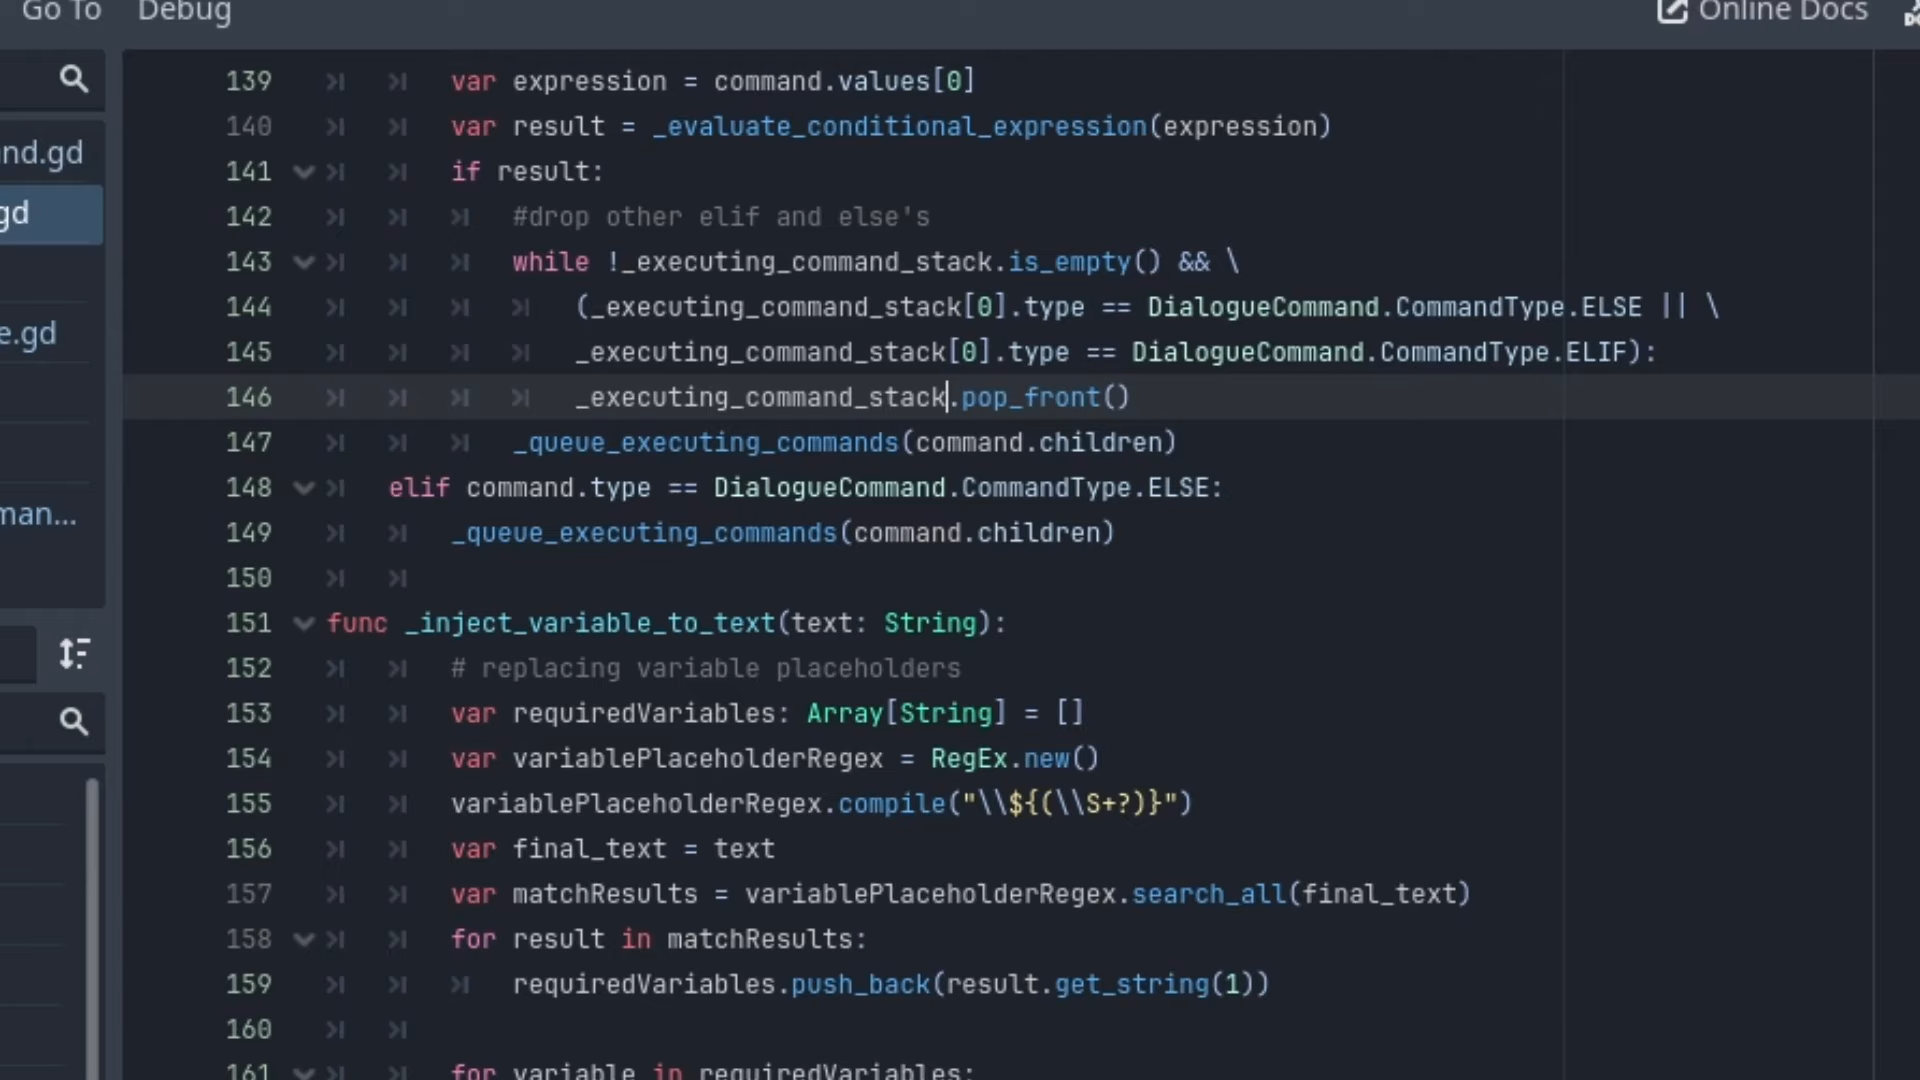 Go To Debug Online Docs
139 var expression = command.values[0]
nd.gd 140 var result = _evaluate_conditional_expression(expression)
141 if result:
gd 142 #drop other elif and else's
143 while !_executing_command_stack.is_empty() && \
144 (_executing_command_stack[0].type == DialogueCommand.CommandType.ELSE || \
e.gd 145 _executing_command_stack[0].type == DialogueCommand.CommandType.ELIF):
146 _executing_command_stack.pop_front()
147 _queue_executing_commands(command.children)
148 elif command.type == DialogueCommand.CommandType.ELSE:
man... 149 _queue_executing_commands(command.children)
150
151 func _inject_variable_to_text(text: String):
152 # replacing variable placeholders
153 var requiredVariables: Array[String] = []
154 var variablePlaceholderRegex = RegEx.new()
155 variablePlaceholderRegex.compile("\\${(\\S+?)}")
156 var final_text = text
157 var matchResults = variablePlaceholderRegex.search_all(final_text)
158 for result in matchResults:
159 requiredVariables.push_back(result.get_string(1))
160
161 for variable in requiredVariables: